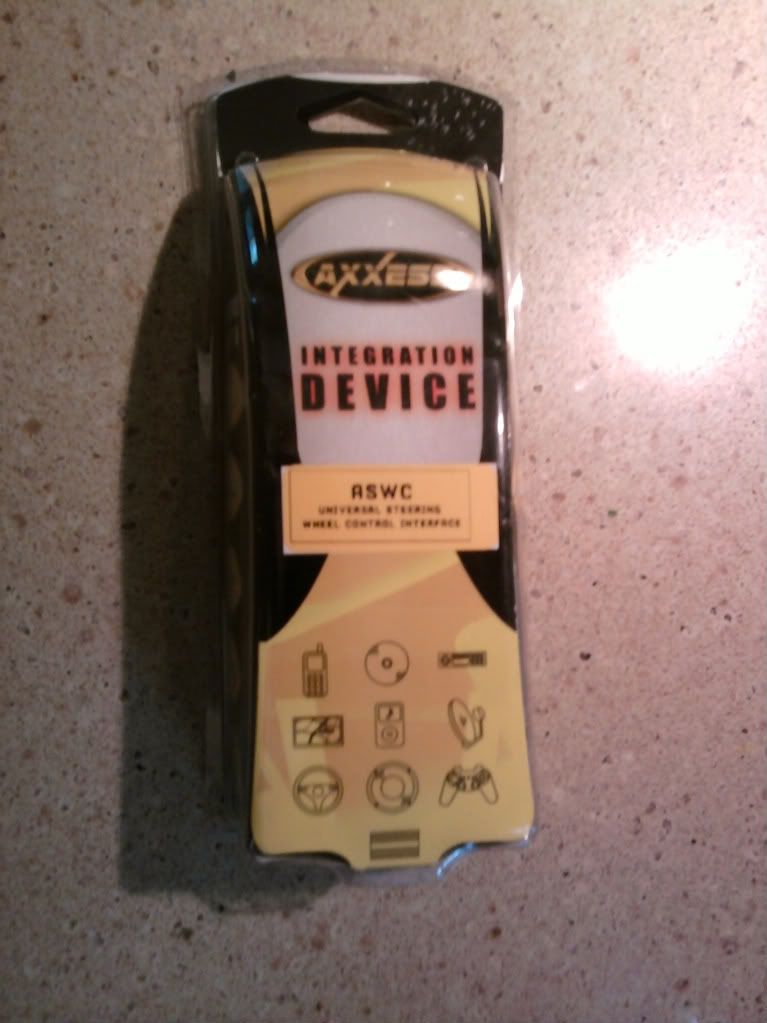 AXXESS
INTEGRATION
DEVICE
ASWC
UNIVERSAL STEERING
WHEEL CONTROL INTERFACE